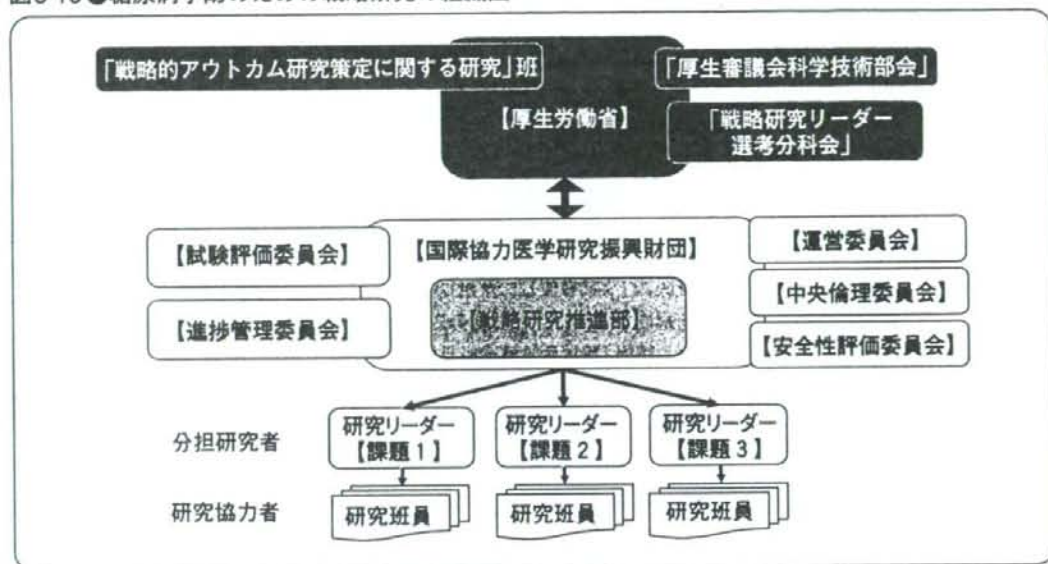 「戦略的アウトカム研究策定に関する研究」班
「厚生審議会科学技術部会」
【厚生労働省】
「戦略研究リーダー
選考分科会」
【試験評価委員会】
【国際協力医学研究振興財団】
【運営委員会】
【中央倫理委員会】
【進捗管理委員会】
【戦略研究推進部】
【安全性評価委員会】
分担研究者
研究リーダー
【課題1】
研究リーダー
【課題2】
研究リーダー
【課題3】
研究協力者
研究班員
研究班員
研究班員